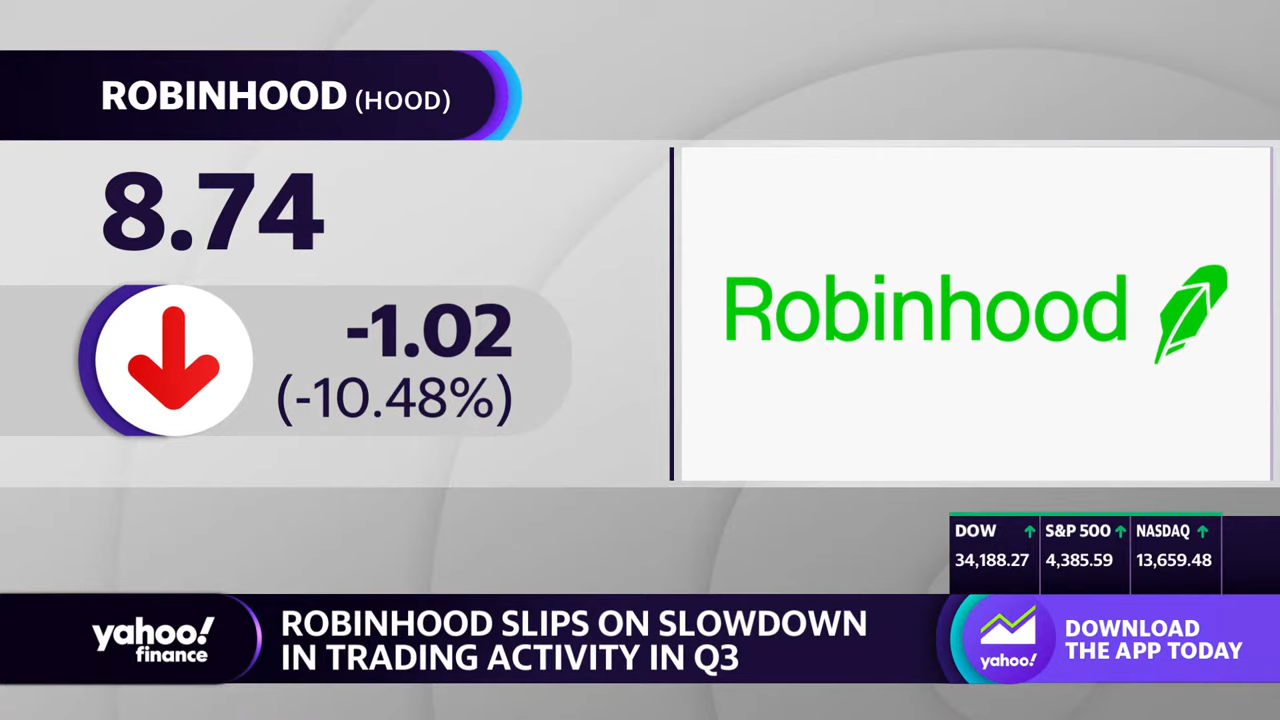 ROBINHOOD (HOOD)
8.74
-1.02
(-10.48%)
Robinhood
DOW
34,188.27
S&P 500
4,385.59
NASDAQ
13,659.48
yahoo!
finance
ROBINHOOD SLIPS ON SLOWDOWN
IN TRADING ACTIVITY IN Q3
yahoo!
DOWNLOAD
THE APP TODAY